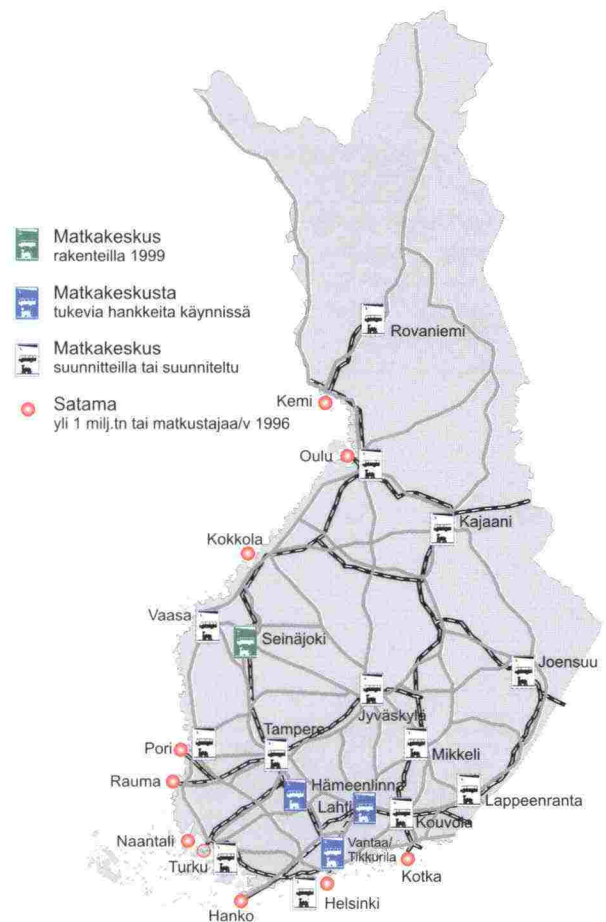 Matkakeskus
rakenteilla 1999
Matkakeskusta
tukevia hankkeita käynnissä
Matkakeskus
suunnitteilla tai suunniteltu
Satama
yli 1 milj.tn tai matkustajaa/v 1996
Rovaniemi
Kemi
Oulu
Kajaani
Kokkola
Vaasa
Seinäjoki
Joensuu
Jyväskylä
Tampere
Pori
Mikkeli
Rauma
Hämeenlinna
Lahti
Lappeenranta
Kouvola
Naantali
Vantaa/
Tikkurila
Turku
Kotka
Helsinki
Hanko